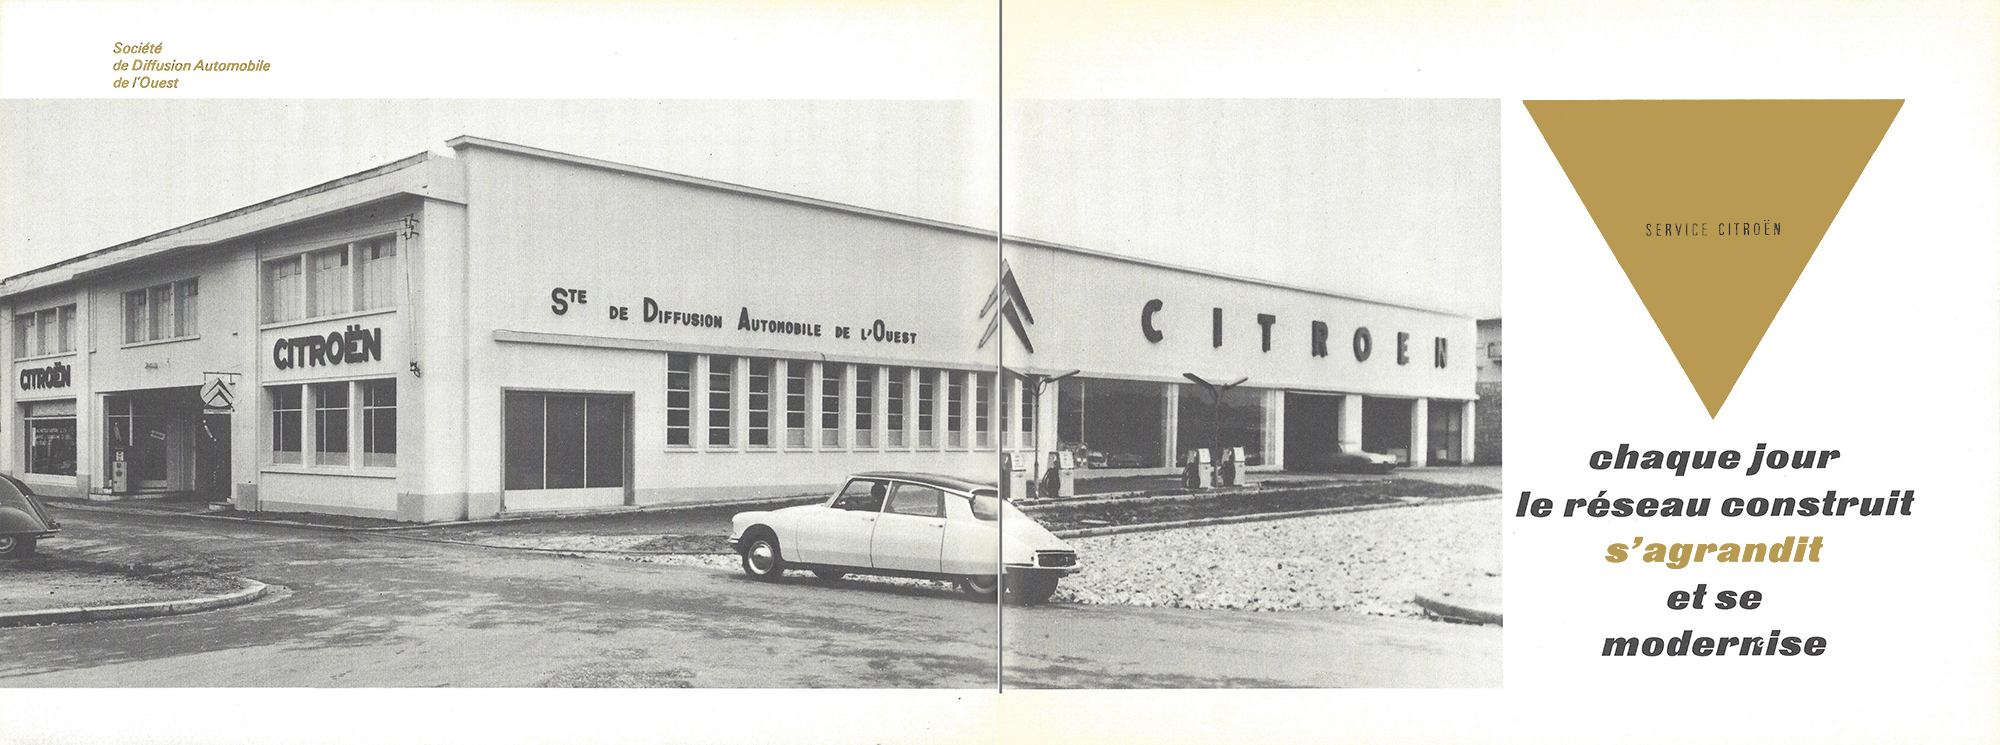 Société
de Diffusion Automobile
de l'Ouest
STE DE DIFFUSION AUTOMOBILE DE L'OUEST
CITROEN
CITROËN
CITROËN
SERVICE CITROËN
chaque jour
le réseau construit
s'agrandit
et se
modernise